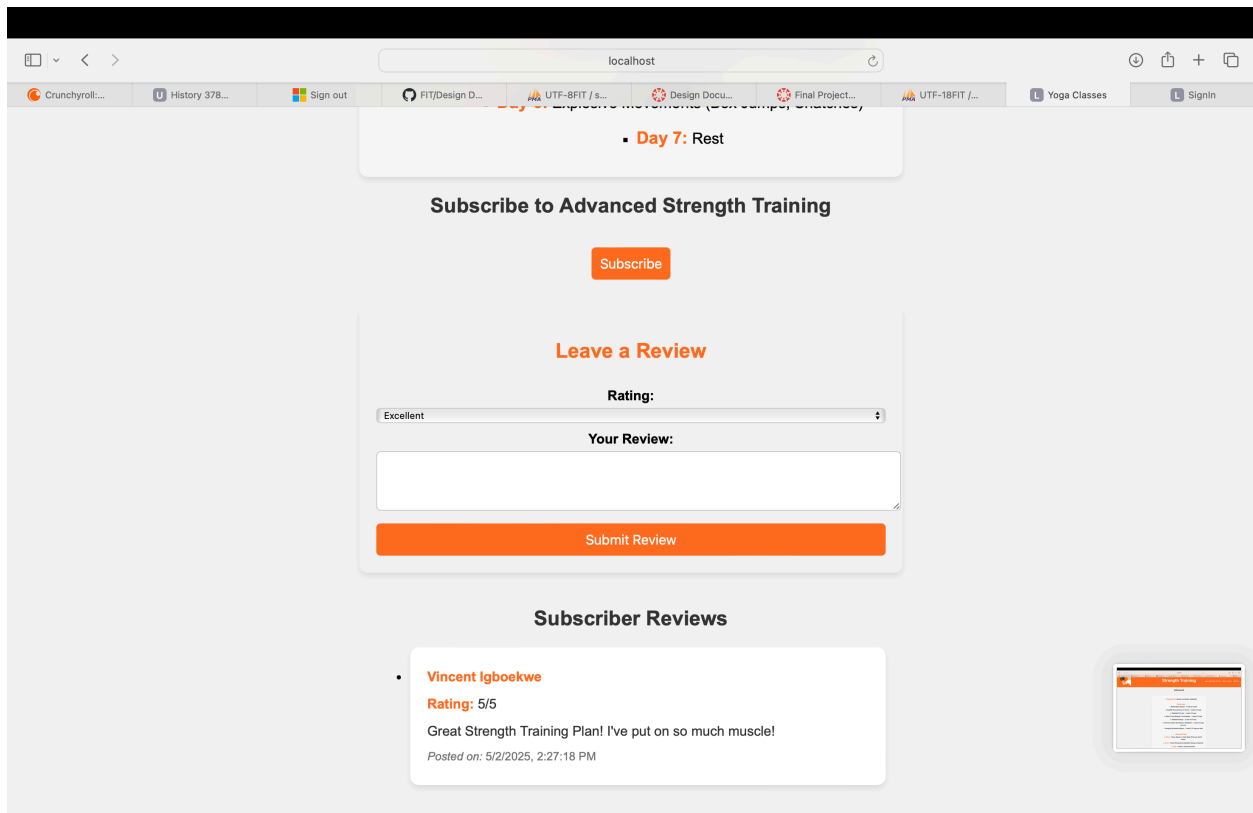 localhost
Crunchyroll:...
History 378...
Sign out
FIT/Design D...
UTF-8FIT / s...
Design Docu...
Final Project...
UTF-18FIT /...
Yoga Classes
SignIn
Day 7: Rest
Subscribe to Advanced Strength Training
Subscribe
Leave a Review
Rating:
Excellent
Your Review:
Submit Review
Subscriber Reviews
Vincent Igboekwe
Rating: 5/5
Great Strength Training Plan! I've put on so much muscle!
Posted on: 5/2/2025, 2:27:18 PM
Strength Training